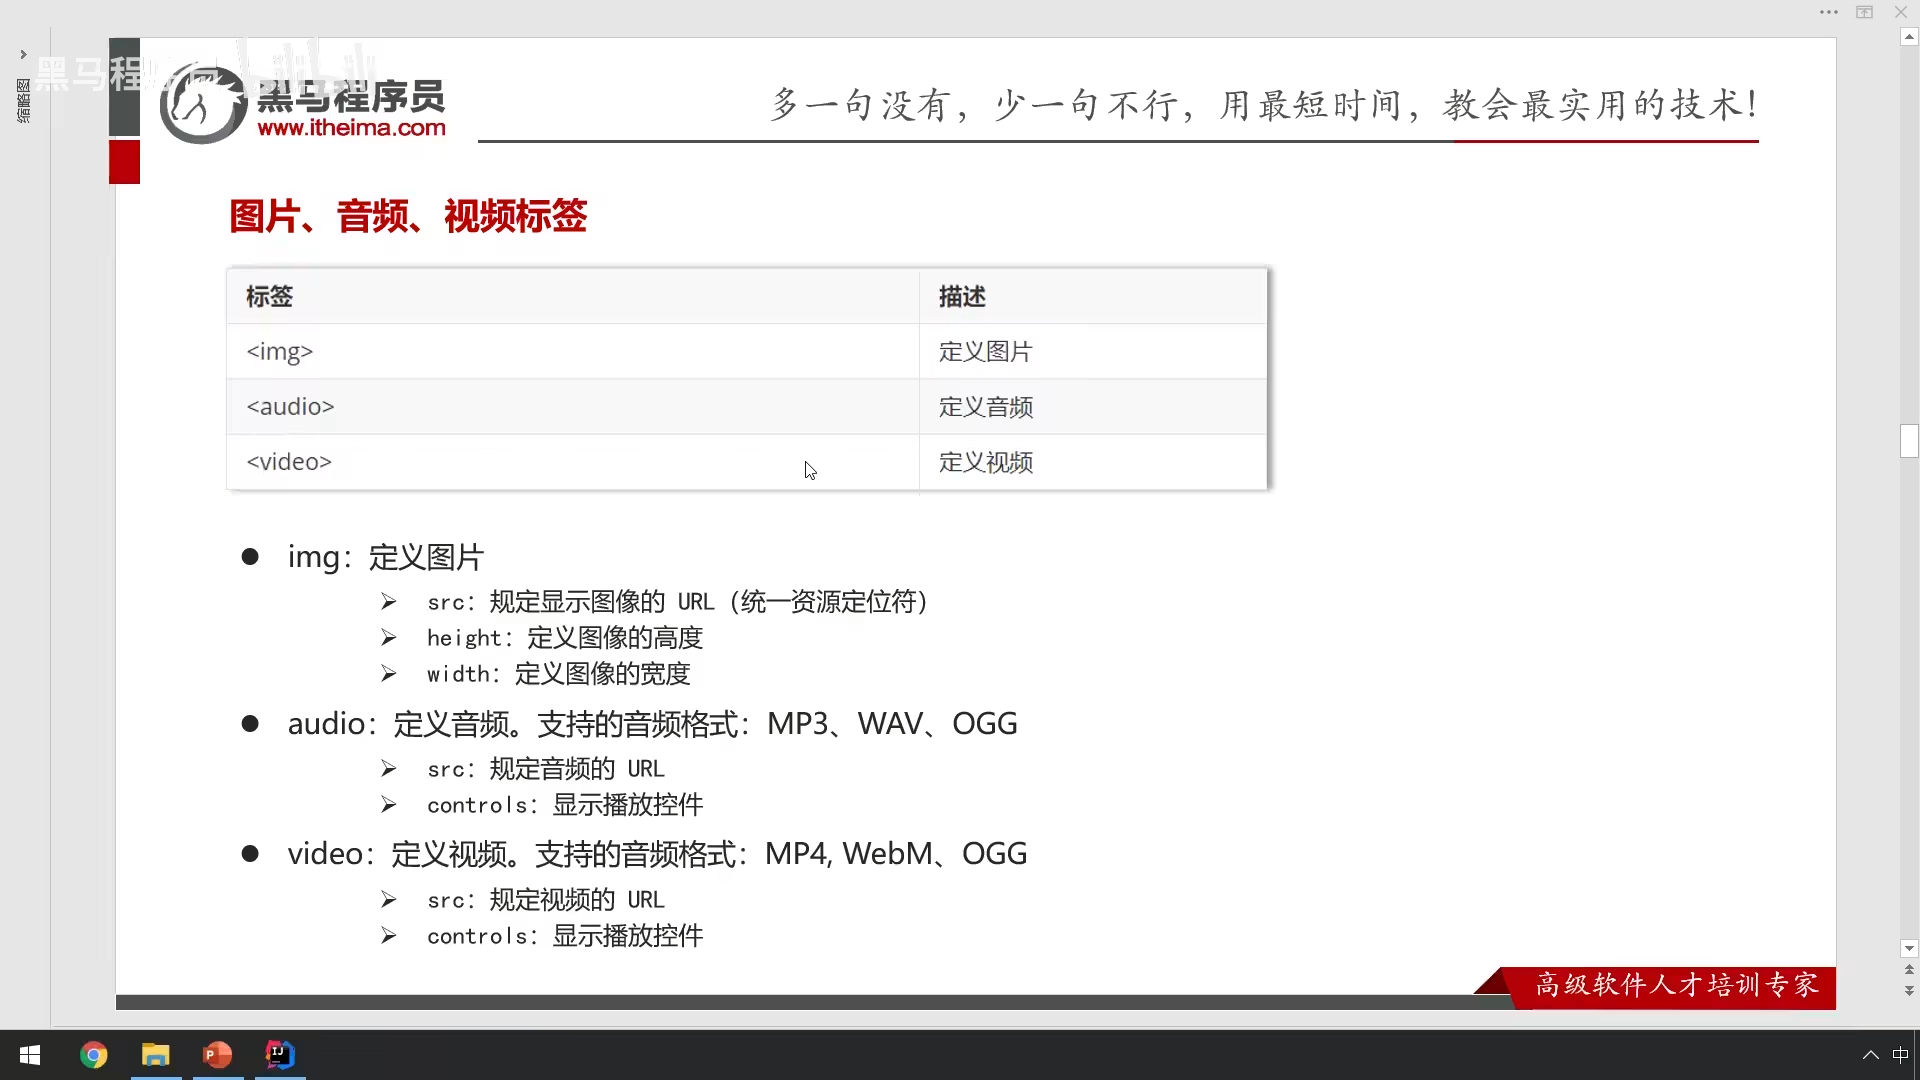 缩略图
黑马程序员
黑马程序员
www.itheima.com
多一句没有，少一句不行，用最短时间，教会最实用的技术！
图片、音频、视频标签
标签 描述
<img> 定义图片
<audio> 定义音频
<video> 定义视频
● img：定义图片
➢ src：规定显示图像的 URL（统一资源定位符）
➢ height：定义图像的高度
➢ width：定义图像的宽度
● audio：定义音频。支持的音频格式：MP3、WAV、OGG
➢ src：规定音频的 URL
➢ controls：显示播放控件
● video：定义视频。支持的音频格式：MP4, WebM、OGG
➢ src：规定视频的 URL
➢ controls：显示播放控件
高级软件人才培训专家
中